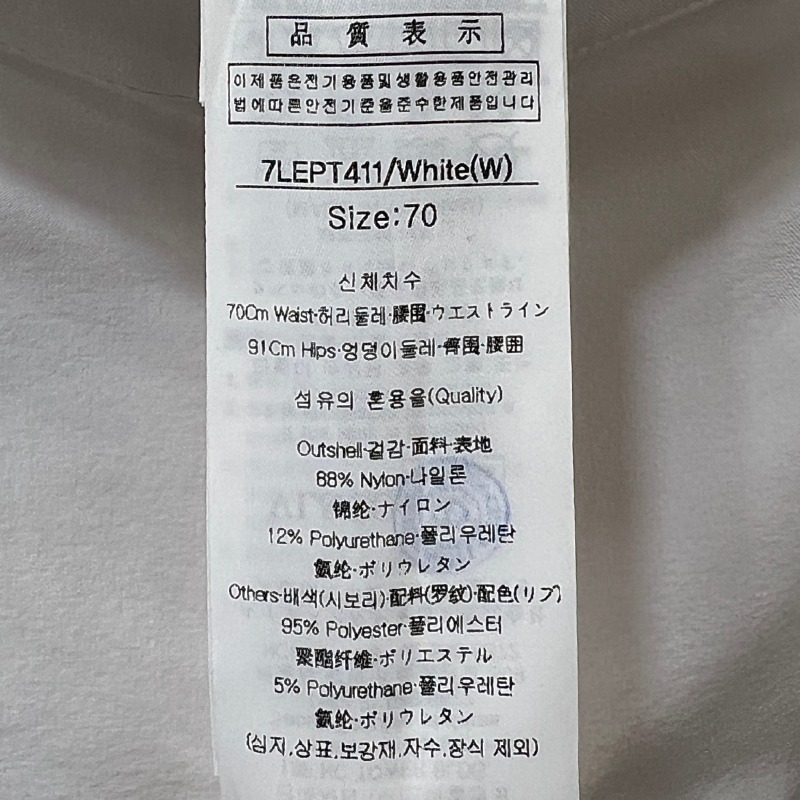 品質表示
이제품은전기용품및생활용품안전관리
법에따른안전기준을준수한제품입니다
7LEPT411/White(W)
Size:70
신체치수
70Cm Waist·허리둘레·腰围·ウエストライン
91Cm Hips·엉덩이둘레·臀围·腰囲
섬유의 혼용율(Quality)
Outshell·겉감·面料·表地
88% Nylon·나일론
锦纶·ナイロン
12% Polyurethane·폴리우레탄
氨纶·ポリウレタン
Others·배색(시보리)·配料(罗纹)·配色(リブ)
95% Polyester·폴리에스터
聚酯纤维·ポリエステル
5% Polyurethane·폴리우레탄
氨纶·ポリウレタン
(심지,상표,보강재,자수,장식 제외)